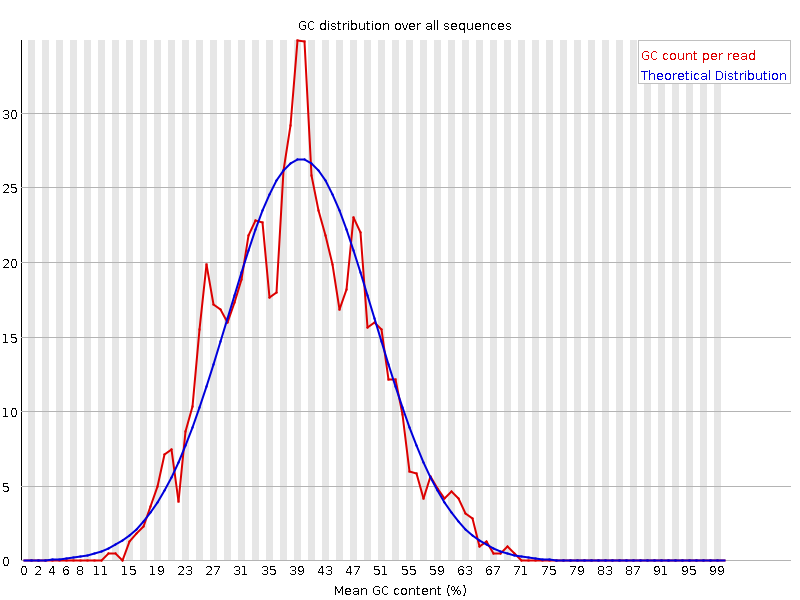 GC distribution over all sequences
GC count per read
Theoretical Distribution
30
25
20
15
10
5
0
0 2 4 6 8 11 15 19 23 27 31 35 39 43 47 51 55 59 63 67 71 75 79 83 87 91 95 99
Mean GC content (%)